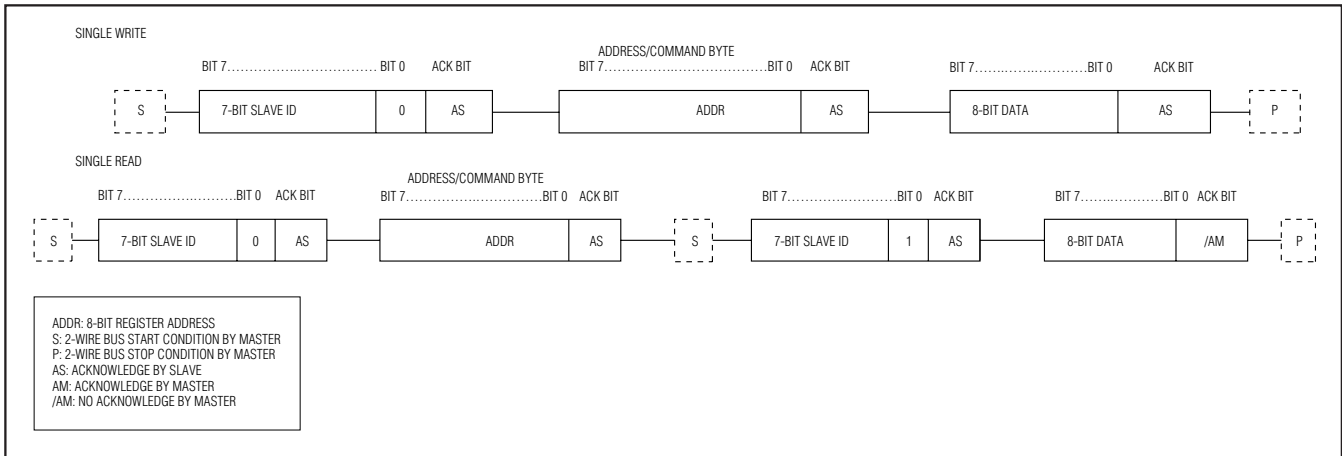 SINGLE WRITE
ADDRESS/COMMAND BYTE
BIT 7……………..……………… BIT 0 ACK BIT BIT 7……………..…………………BIT 0 ACK BIT BIT 7…………..…………BIT 0 ACK BIT
S 7-BIT SLAVE ID 0 AS ADDR AS 8-BIT DATA AS P
SINGLE READ
ADDRESS/COMMAND BYTE
BIT 7……………..………BIT 0 ACK BIT BIT 7……………..……………BIT 0 ACK BIT BIT 7……………..…………BIT 0 ACK BIT BIT 7……..…………BIT 0 ACK BIT
S 7-BIT SLAVE ID 0 AS ADDR AS S 7-BIT SLAVE ID 1 AS 8-BIT DATA /AM P
ADDR: 8-BIT REGISTER ADDRESS
S: 2-WIRE BUS START CONDITION BY MASTER
P: 2-WIRE BUS STOP CONDITION BY MASTER
AS: ACKNOWLEDGE BY SLAVE
AM: ACKNOWLEDGE BY MASTER
/AM: NO ACKNOWLEDGE BY MASTER